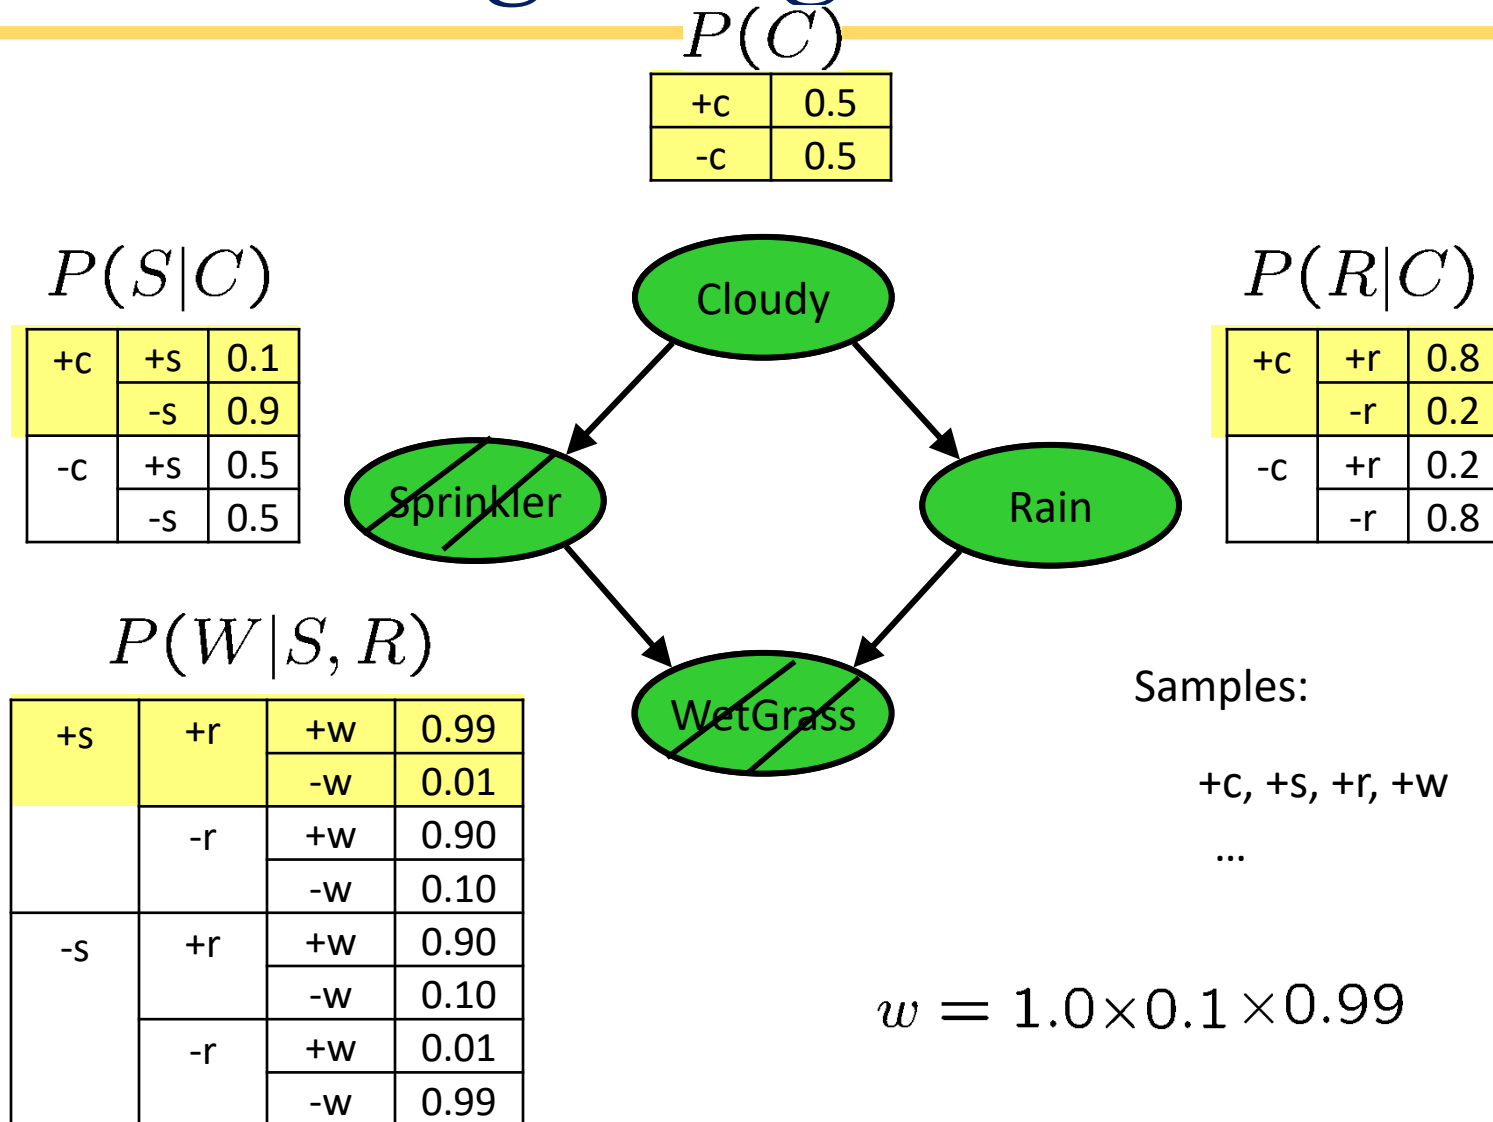 P(C)
+c 0.5
-c 0.5
P(S|C)
+c +s 0.1
-s 0.9
-c +s 0.5
-s 0.5
Cloudy
P(R|C)
+c +r 0.8
-r 0.2
-c +r 0.2
-r 0.8
Sprinkler
Rain
P(W|S, R)
+s +r +w 0.99
-w 0.01
-r +w 0.90
-w 0.10
-s +r +w 0.90
-w 0.10
-r +w 0.01
-w 0.99
WetGrass
Samples:
+c, +s, +r, +w
...
w = 1.0×0.1×0.99